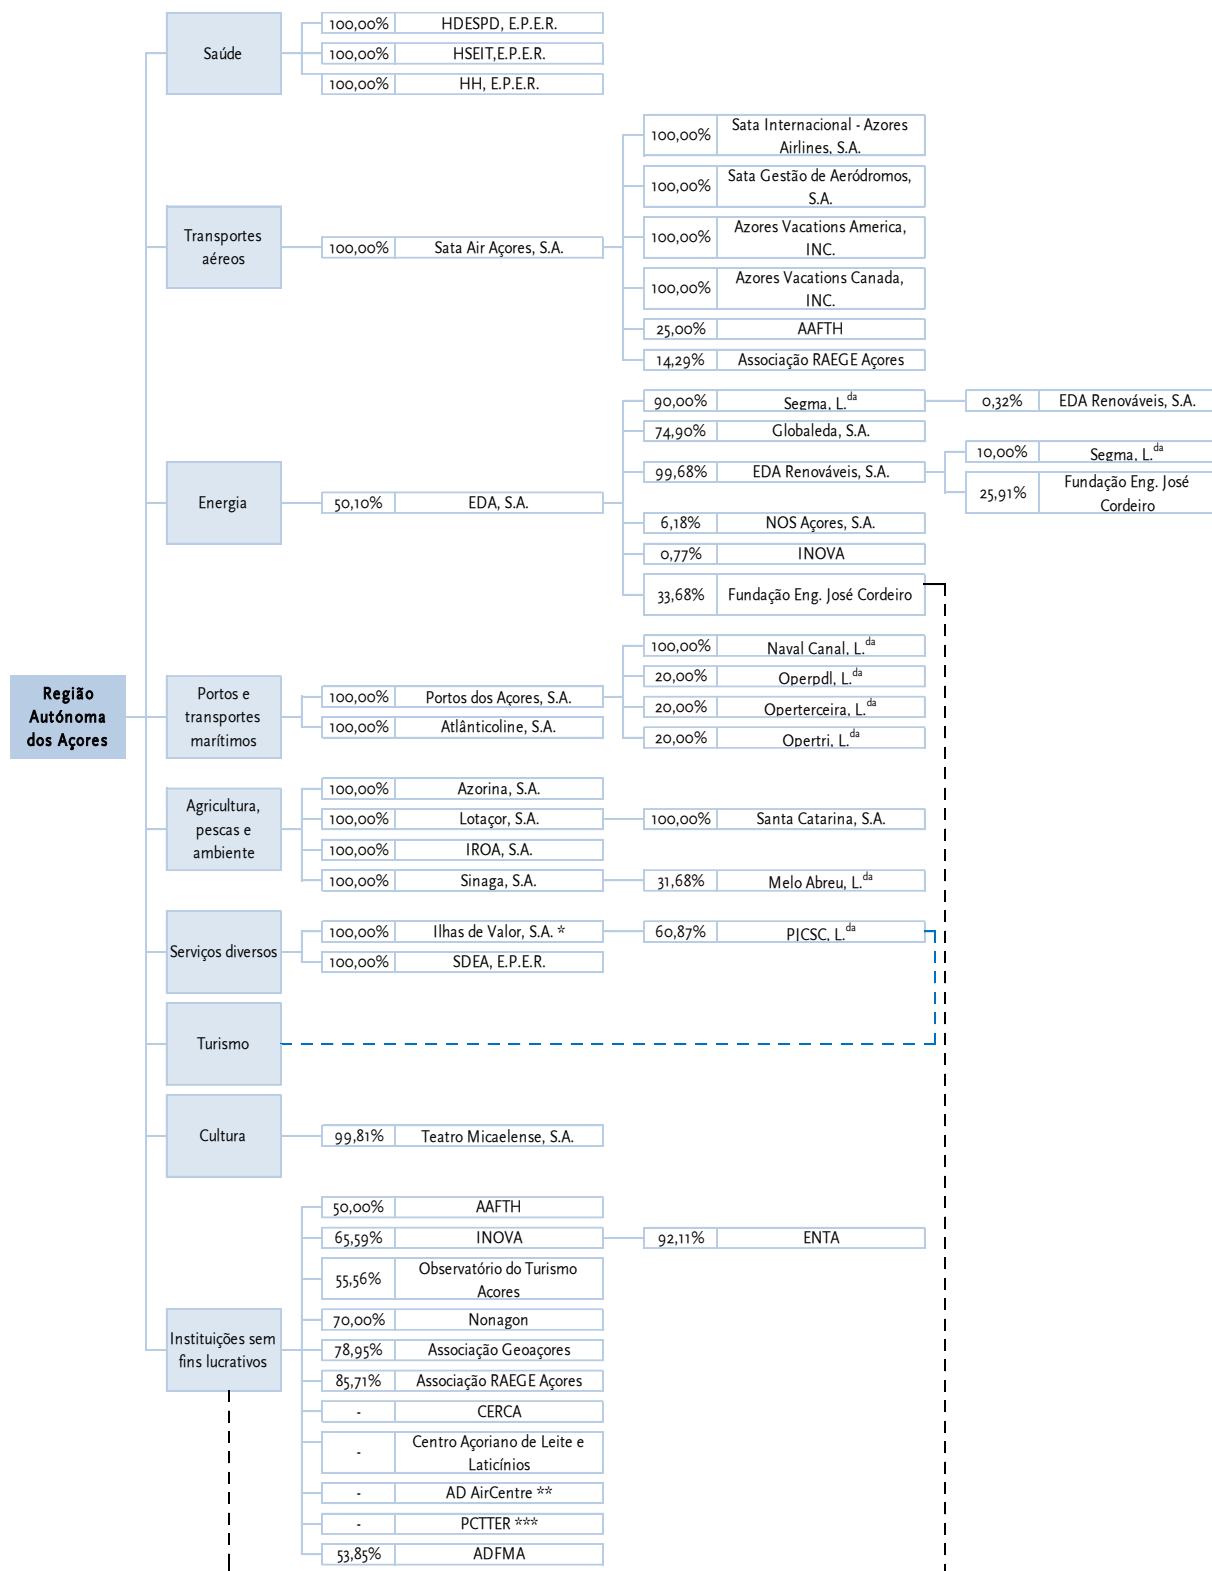 Região
Autónoma
dos Açores
Saúde
100,00% HDESPD, E.P.E.R.
100,00% HSEIT,E.P.E.R.
100,00% HH, E.P.E.R.
Transportes
aéreos
100,00% Sata Air Açores, S.A.
100,00% Sata Internacional - Azores
Airlines, S.A.
100,00% Sata Gestão de Aeródromos,
S.A.
100,00% Azores Vacations America,
INC.
100,00% Azores Vacations Canada,
INC.
25,00% AAFTH
14,29% Associação RAEGE Açores
Energia
50,10% EDA, S.A.
90,00% Segma, L.da
0,32% EDA Renováveis, S.A.
74,90% Globaleda, S.A.
99,68% EDA Renováveis, S.A.
10,00% Segma, L.da
25,91% Fundação Eng. José
Cordeiro
6,18% NOS Açores, S.A.
0,77% INOVA
33,68% Fundação Eng. José Cordeiro
Portos e
transportes
marítimos
100,00% Portos dos Açores, S.A.
100,00% Naval Canal, L.da
20,00% Operpdl, L.da
20,00% Operterceira, L.da
20,00% Opertri, L.da
100,00% Atlânticoline, S.A.
Agricultura,
pescas e
ambiente
100,00% Azorina, S.A.
100,00% Lotaçor, S.A.
100,00% Santa Catarina, S.A.
100,00% IROA, S.A.
100,00% Sinaga, S.A.
31,68% Melo Abreu, L.da
Serviços diversos
100,00% Ilhas de Valor, S.A. *
60,87% PJCSC, L.da
100,00% SDEA, E.P.E.R.
Turismo
Cultura
99,81% Teatro Micaelense, S.A.
Instituições sem
fins lucrativos
50,00% AAFTH
65,59% INOVA
92,11% ENTA
55,56% Observatório do Turismo
Acores
70,00% Nonagon
78,95% Associação Geoaçores
85,71% Associação RAEGE Açores
- CERCA
- Centro Açoriano de Leite e
Laticínios
- AD AirCentre **
- PCTTER ***
53,85% ADFMA